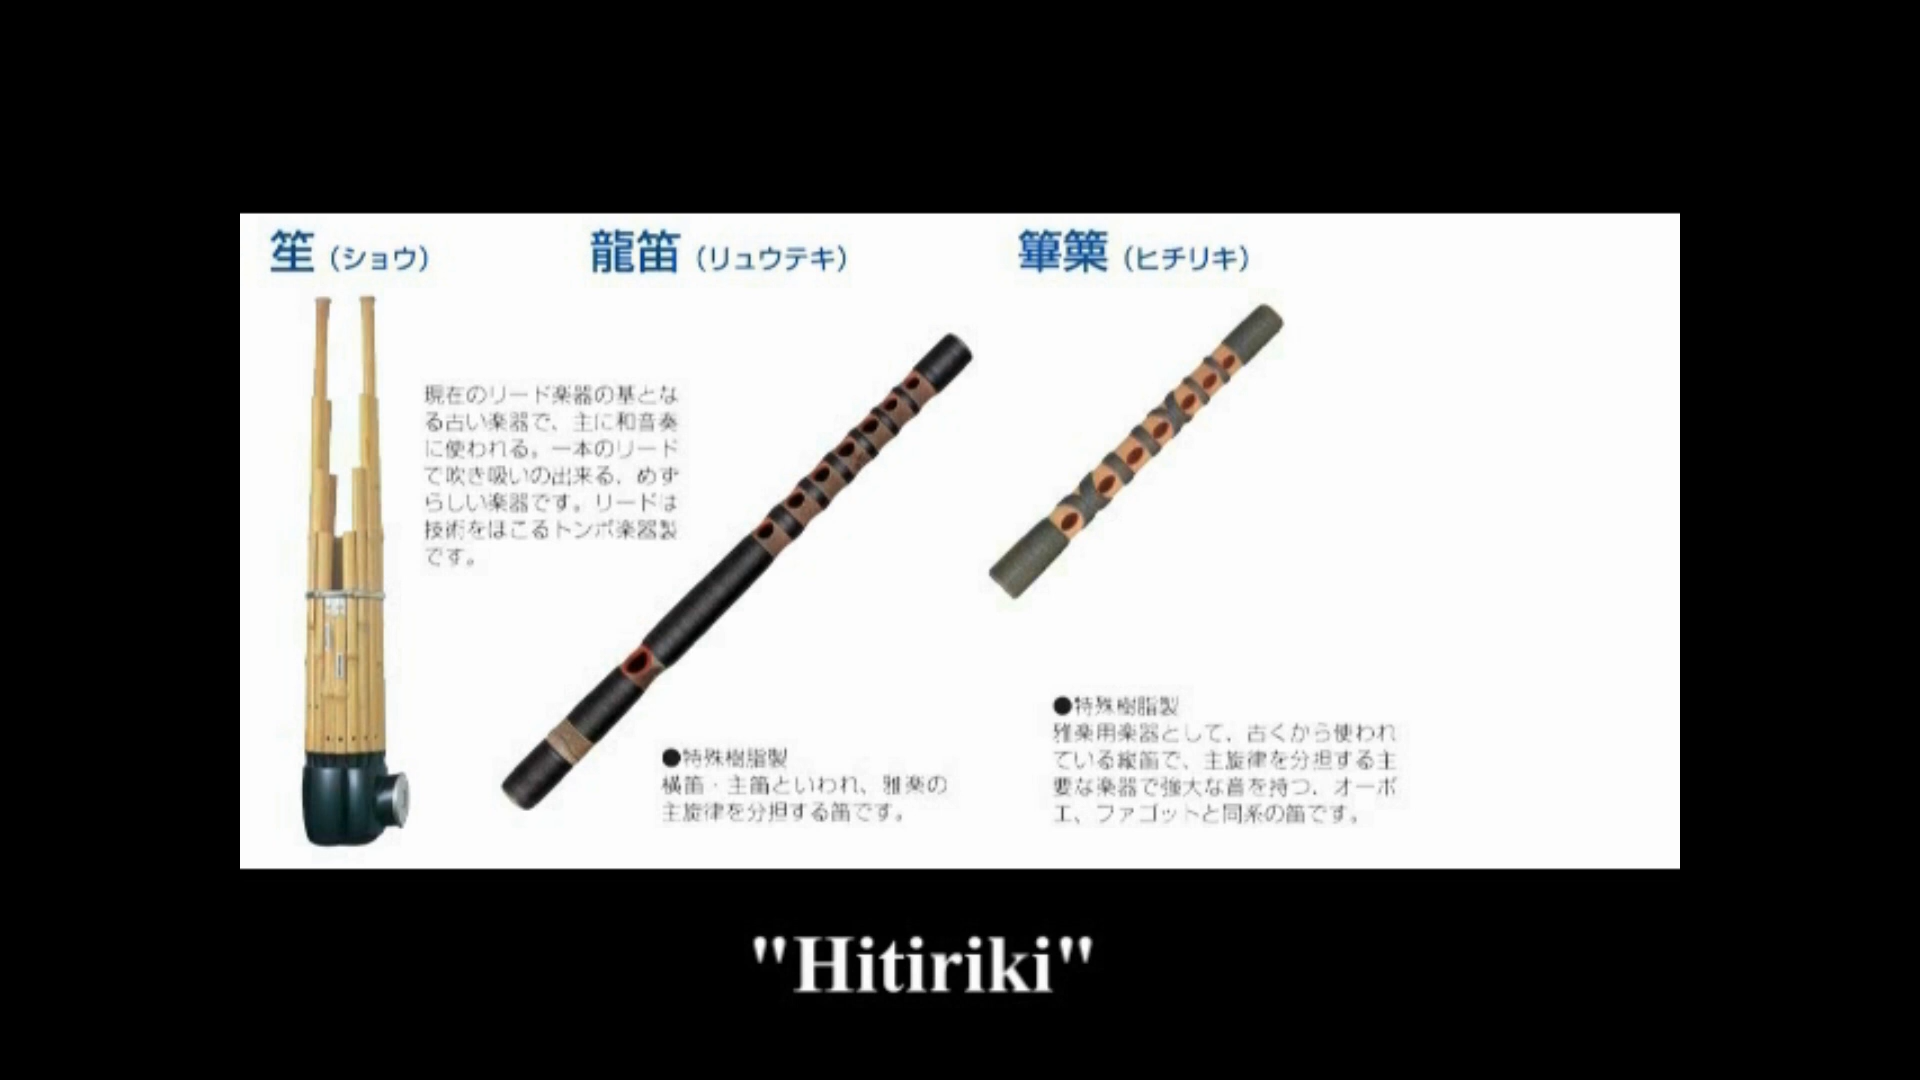 笙（ショウ）
現在のリード楽器の基とな
る古い楽器で、主に和音奏
に使われる。一本のリード
で吹き吸いの出来る、めず
らしい楽器です。リードは
技術をほこるトンボ楽器製
です。
龍笛（リュウテキ）
●特殊樹脂製
横笛・主笛といわれ、雅楽の
主旋律を分担する笛です。
篳篥（ヒチリキ）
●特殊樹脂製
雅楽用楽器として、古くから使われ
ている縦笛で、主旋律を分担する主
要な楽器で強大な音を持つ、オーボ
エ、ファゴットと同系の笛です。
"Hitiriki"